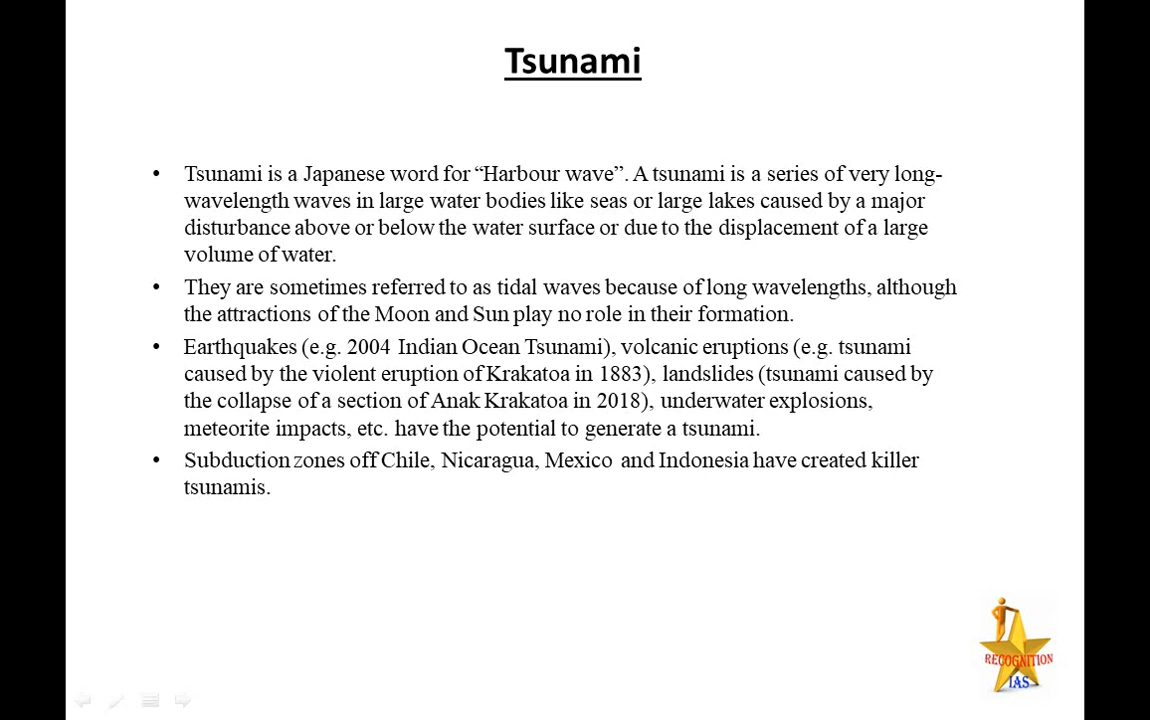 Tsunami
• Tsunami is a Japanese word for “Harbour wave”. A tsunami is a series of very long-
wavelength waves in large water bodies like seas or large lakes caused by a major
disturbance above or below the water surface or due to the displacement of a large
volume of water.
• They are sometimes referred to as tidal waves because of long wavelengths, although
the attractions of the Moon and Sun play no role in their formation.
• Earthquakes (e.g. 2004 Indian Ocean Tsunami), volcanic eruptions (e.g. tsunami
caused by the violent eruption of Krakatoa in 1883), landslides (tsunami caused by
the collapse of a section of Anak Krakatoa in 2018), underwater explosions,
meteorite impacts, etc. have the potential to generate a tsunami.
• Subduction zones off Chile, Nicaragua, Mexico and Indonesia have created killer
tsunamis.
RECOGNITION
IAS